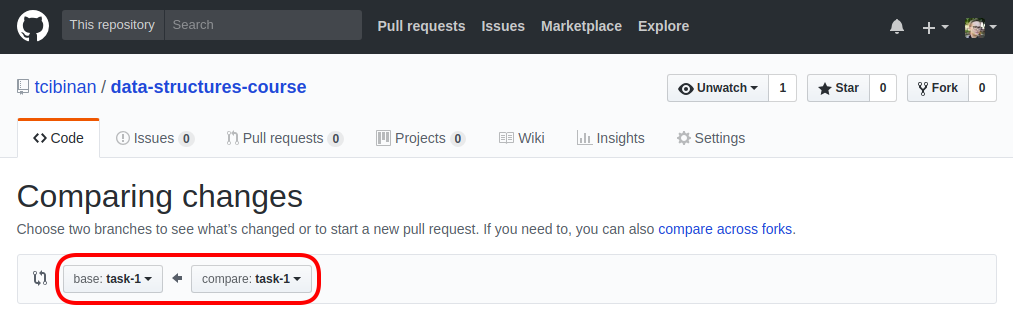 This repository Search Pull requests Issues Marketplace Explore
tcibinan / data-structures-course Unwatch 1 Star 0 Fork 0
Code Issues 0 Pull requests 0 Projects 0 Wiki Insights Settings
Comparing changes
Choose two branches to see what's changed or to start a new pull request. If you need to, you can also compare across forks.
base: task-1 compare: task-1